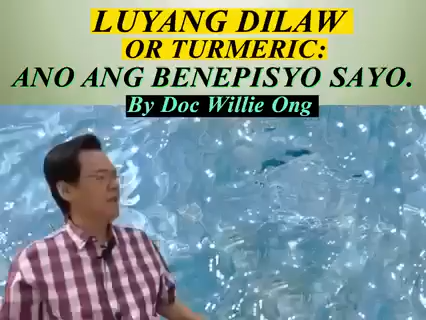 LUYANG DILAW
OR TURMERIC:
ANO ANG BENEPISYO SAYO.
By Doc Willie Ong